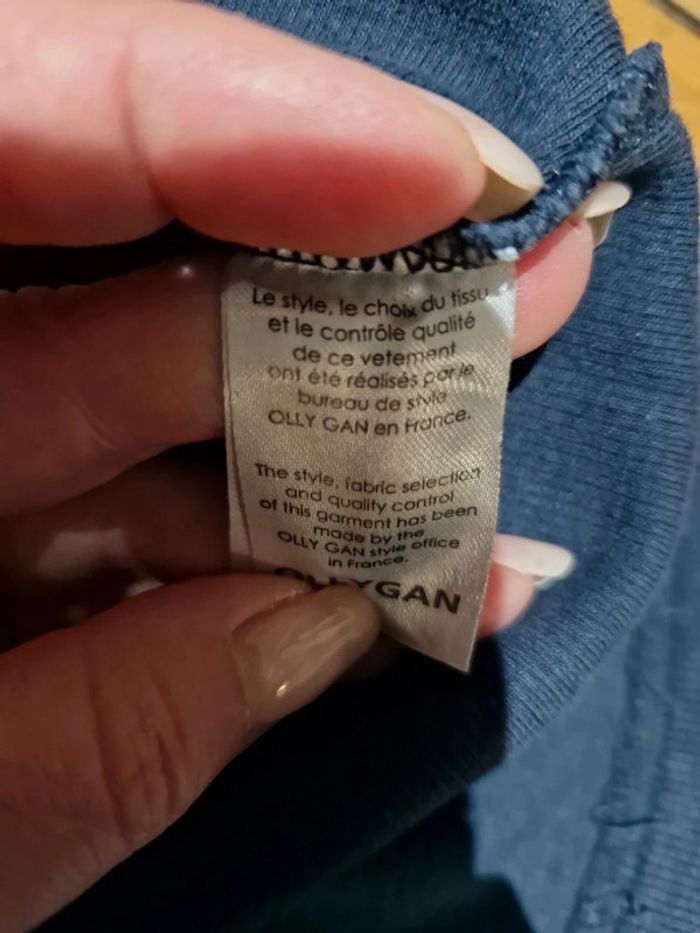 Le style, le choix du tissu
et le contrôle qualité
de ce vetement
ont été réalisés par le
bureau de style
OLLY GAN en France.
The style, fabric selection
and quality control
of this garment has been
made by the
OLLY GAN style office
in France.
OLLYGAN